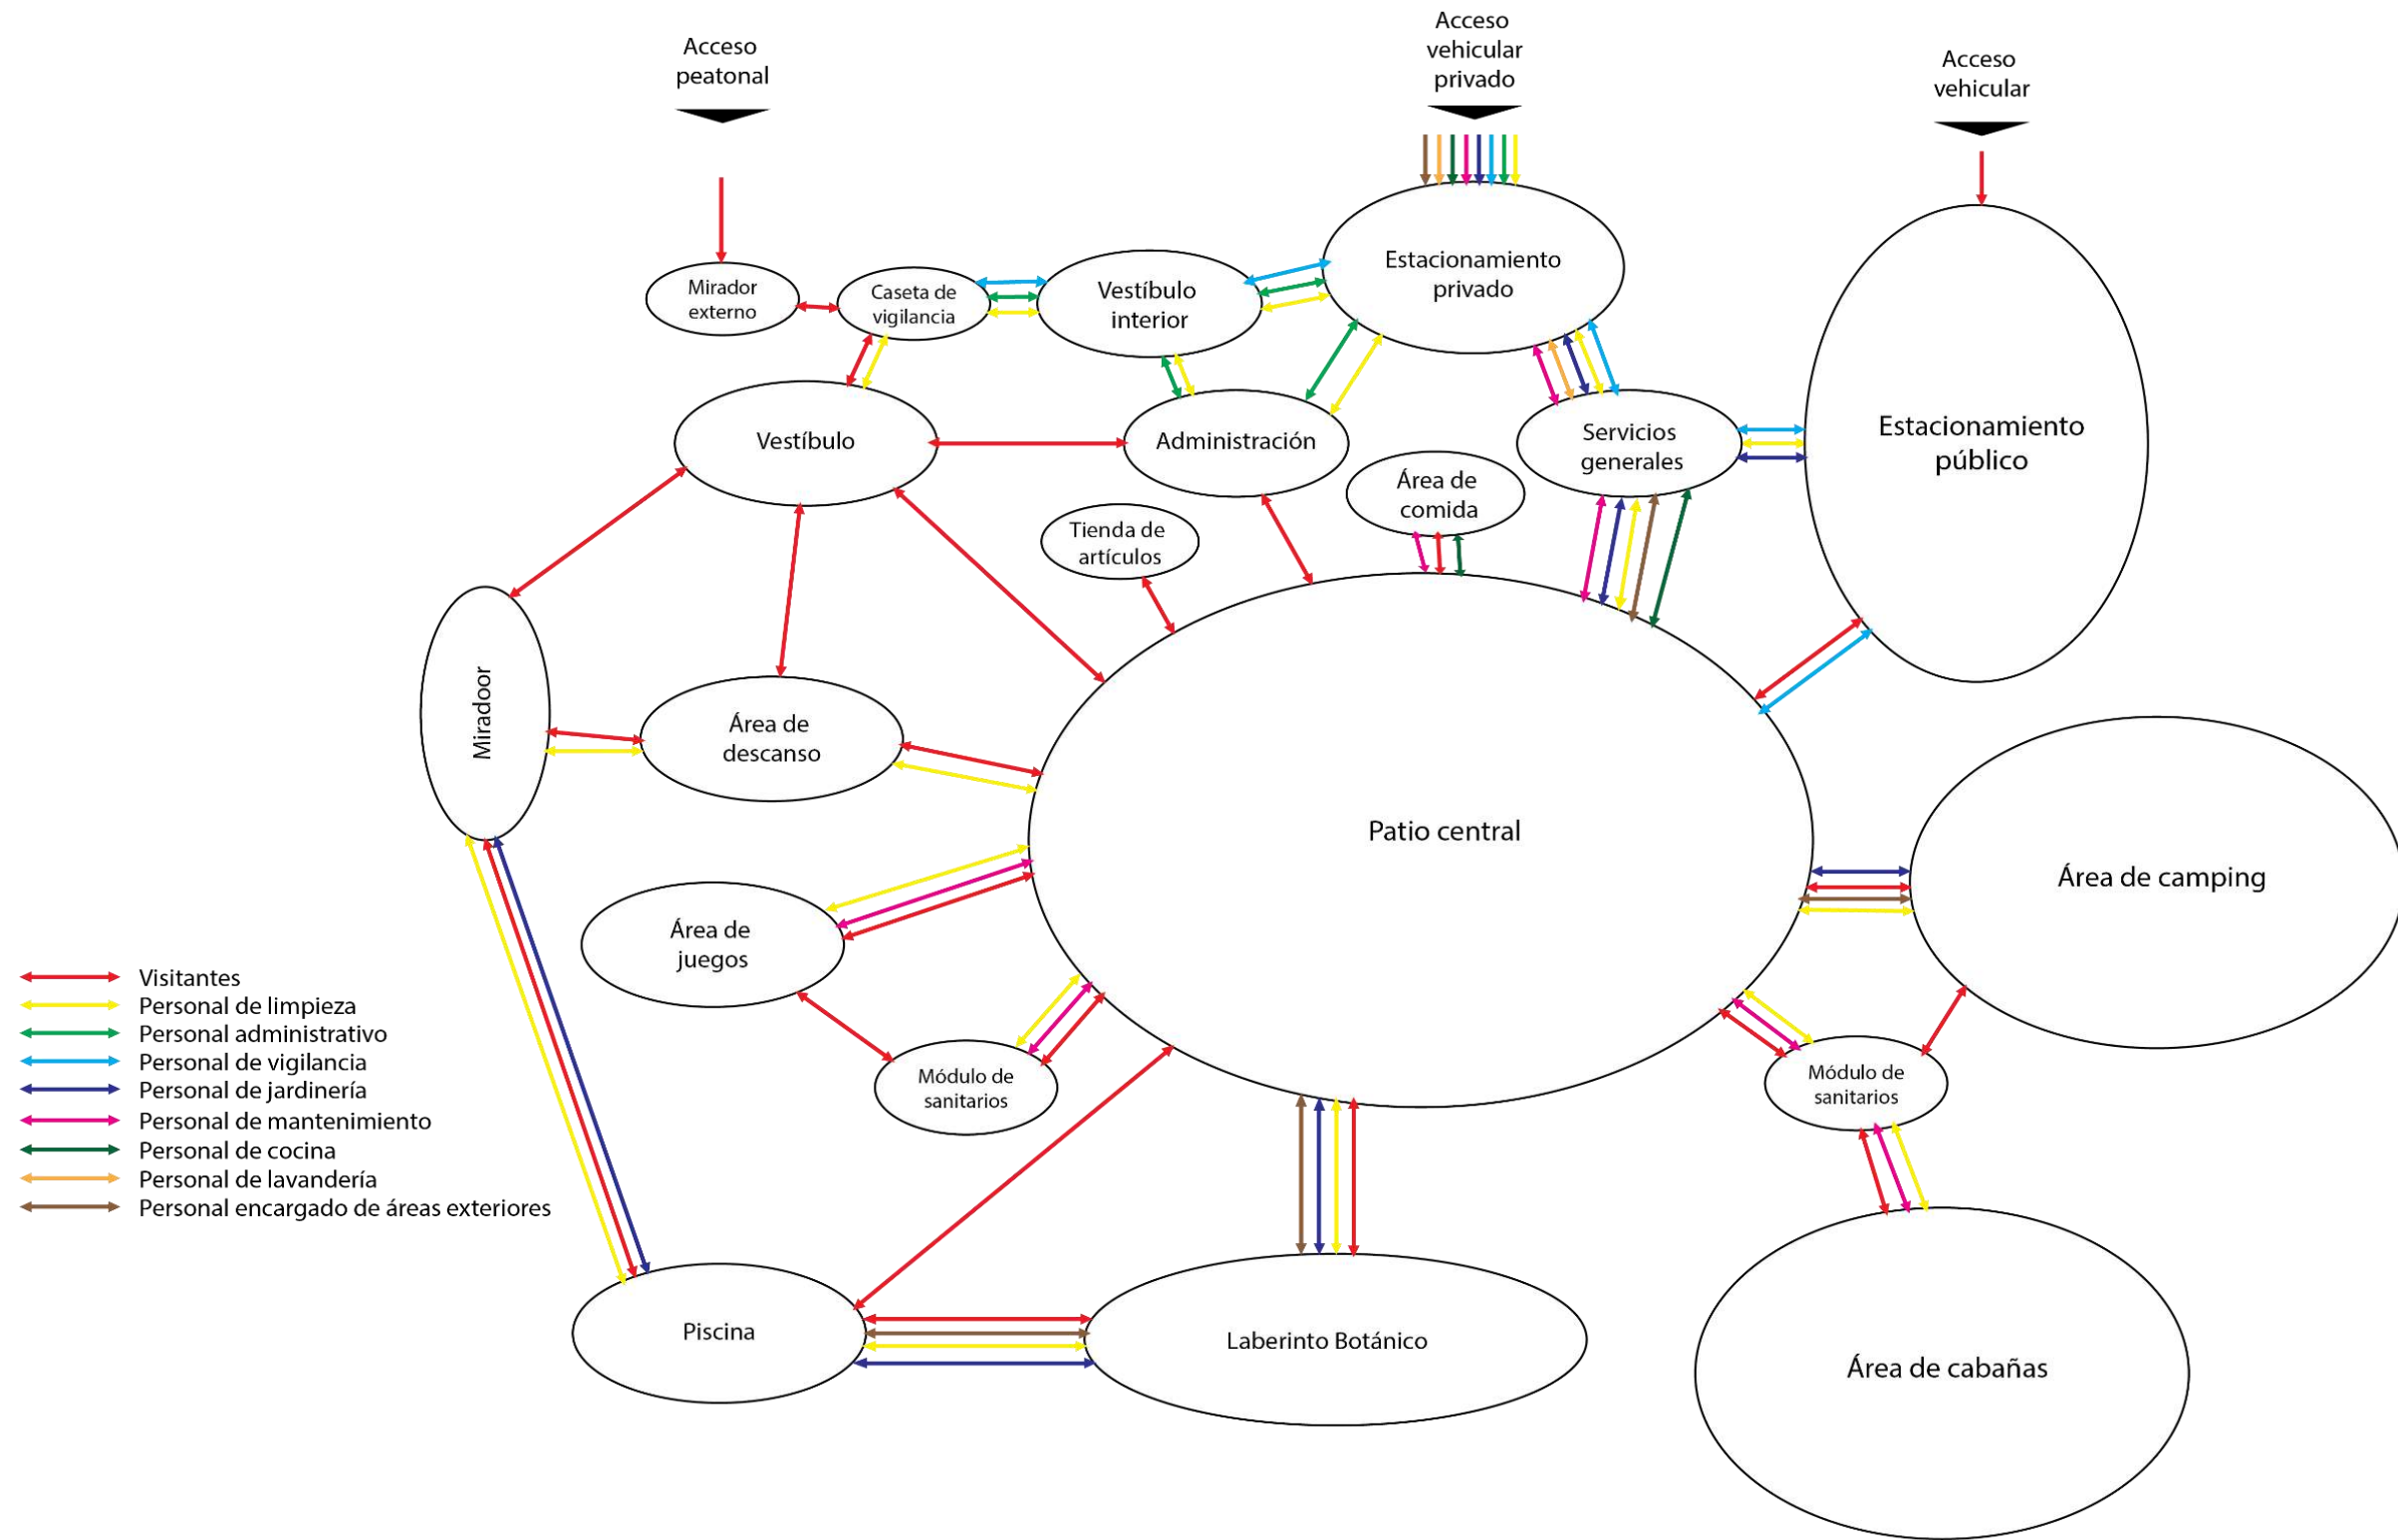 Acceso
peatonal
Acceso
vehicular
privado
Acceso
vehicular
Mirador
externo
Caseta de
vigilancia
Vestíbulo
interior
Estacionamiento
privado
Vestíbulo
Administración
Servicios
generales
Estacionamiento
público
Área de
comida
Tienda de
artículos
Miradoor
Área de
descanso
Patio central
Área de camping
Área de
juegos
Módulo de
sanitarios
Módulo de
sanitarios
Visitantes
Personal de limpieza
Personal administrativo
Personal de vigilancia
Personal de jardinería
Personal de mantenimiento
Personal de cocina
Personal de lavandería
Personal encargado de áreas exteriores
Piscina
Laberinto Botánico
Área de cabañas